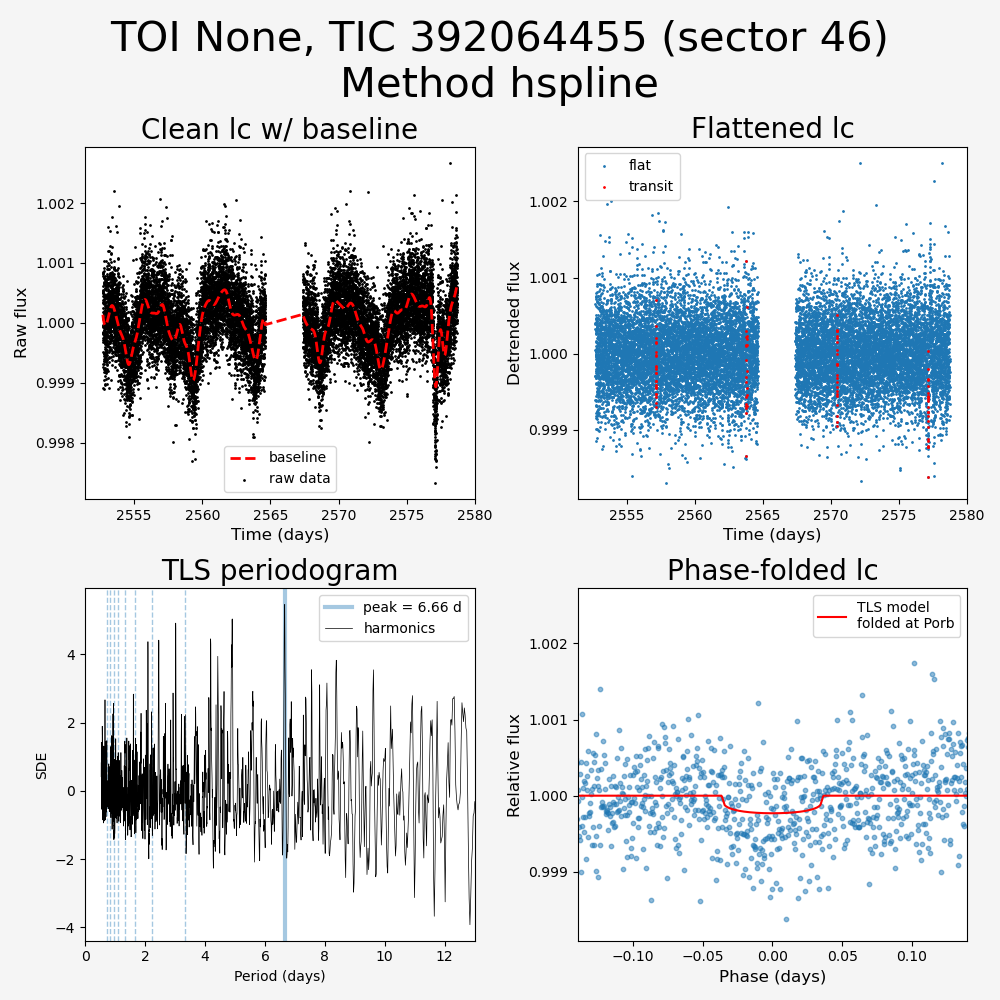 TOI None, TIC 392064455 (sector 46)
Method hspline
Clean lc w/ baseline
Raw flux
1.002
1.001
1.000
0.999
0.998
baseline
raw data
2555
2560
2565
2570
2575
2580
Time (days)
Flattened lc
Detrended flux
1.002
1.001
1.000
0.999
flat
transit
2555
2560
2565
2570
2575
2580
Time (days)
TLS periodogram
SDE
4
2
0
−2
−4
peak = 6.66 d
harmonics
0
2
4
6
8
10
12
Period (days)
Phase-folded lc
Relative flux
1.002
1.001
1.000
0.999
TLS model
folded at Porb
−0.10
−0.05
0.00
0.05
0.10
Phase (days)